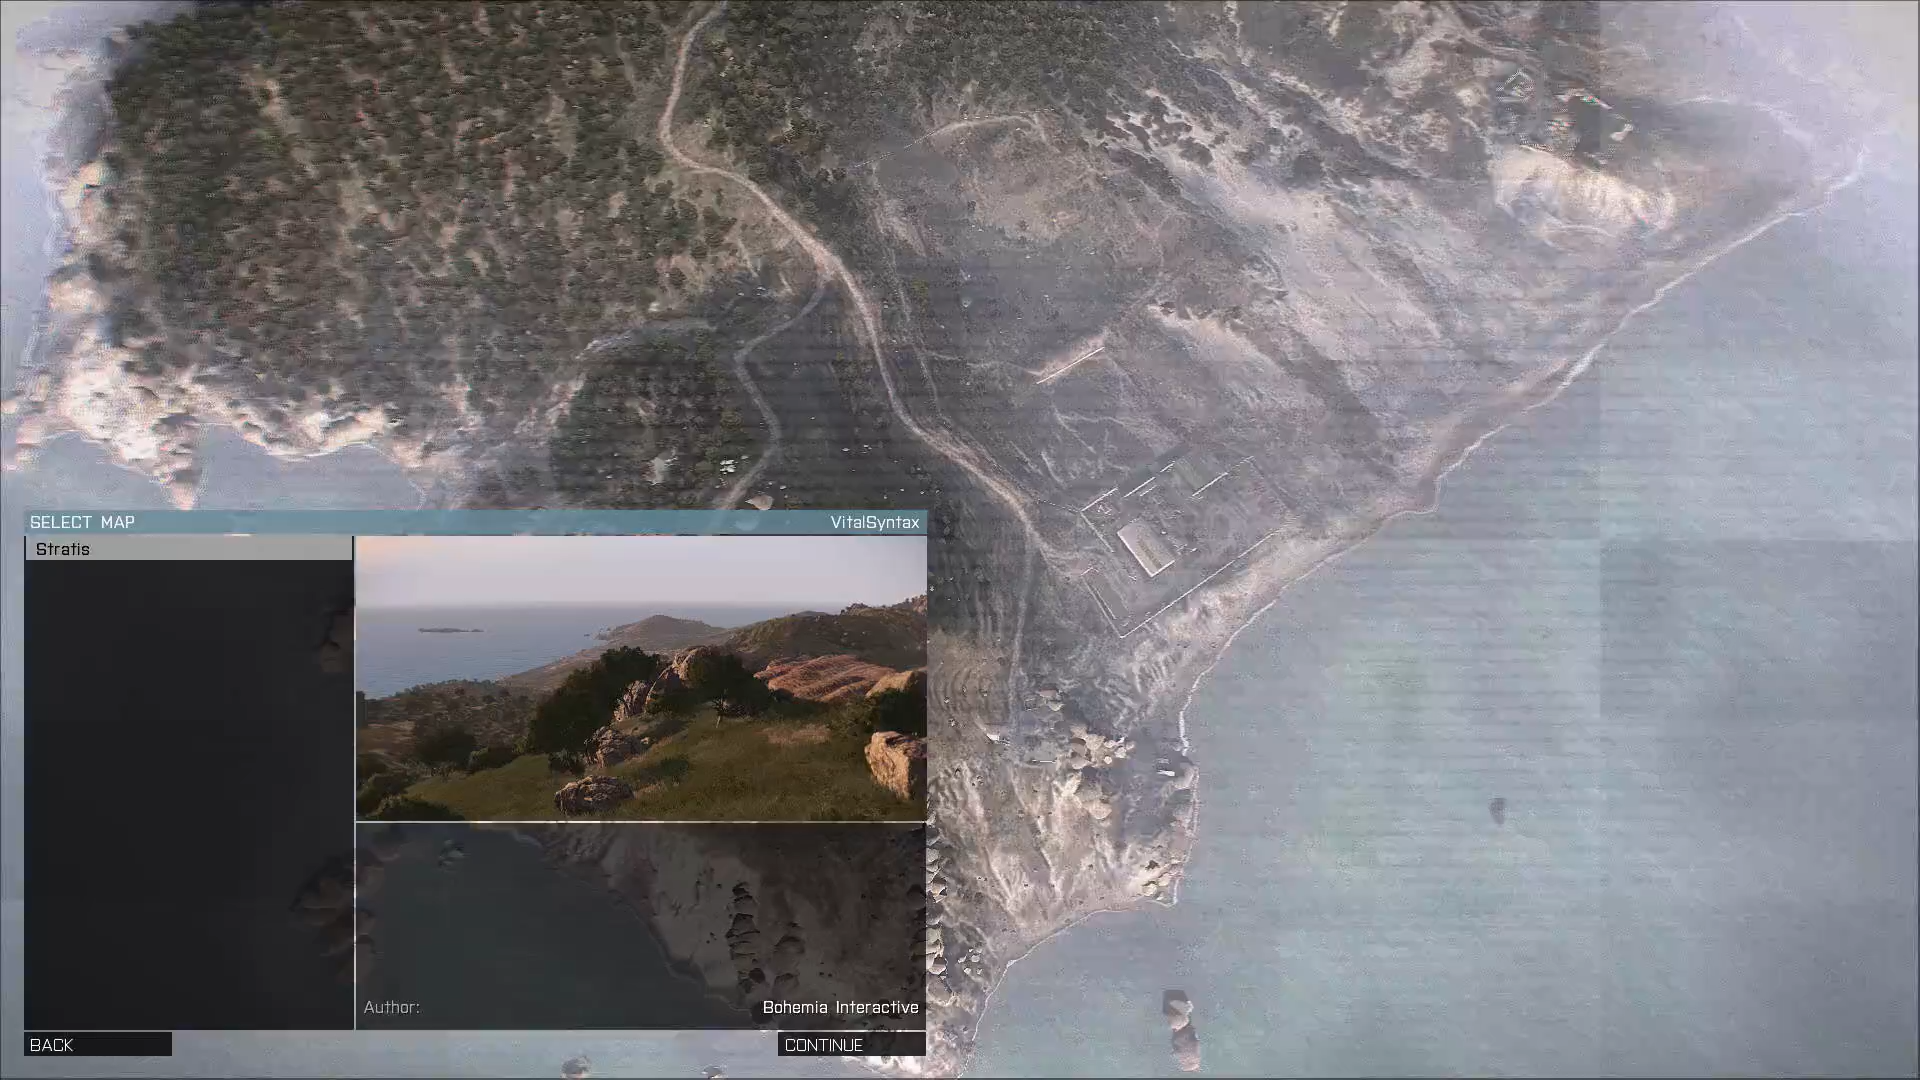 SELECT MAP VitalSyntax
Stratis
Author: Bohemia Interactive
BACK CONTINUE